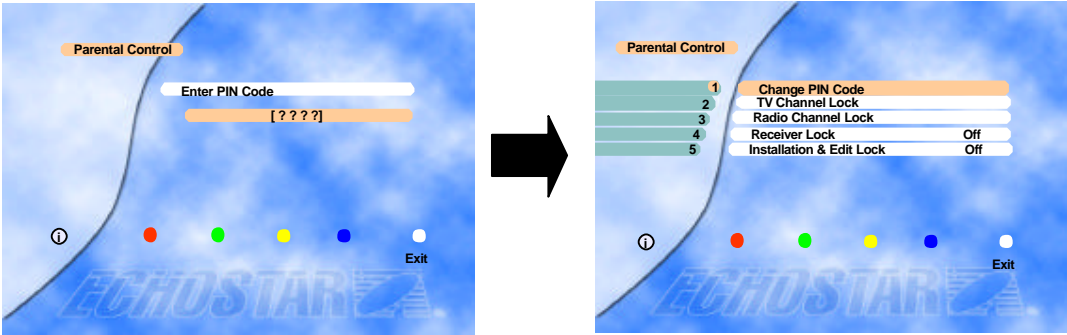 Parental Control
Enter PIN Code
[ ? ? ? ?]
i
Exit
ECHOSTAR
Parental Control
1 Change PIN Code
2 TV Channel Lock
3 Radio Channel Lock
4 Receiver Lock Off
5 Installation & Edit Lock Off
i
Exit
ECHOSTAR